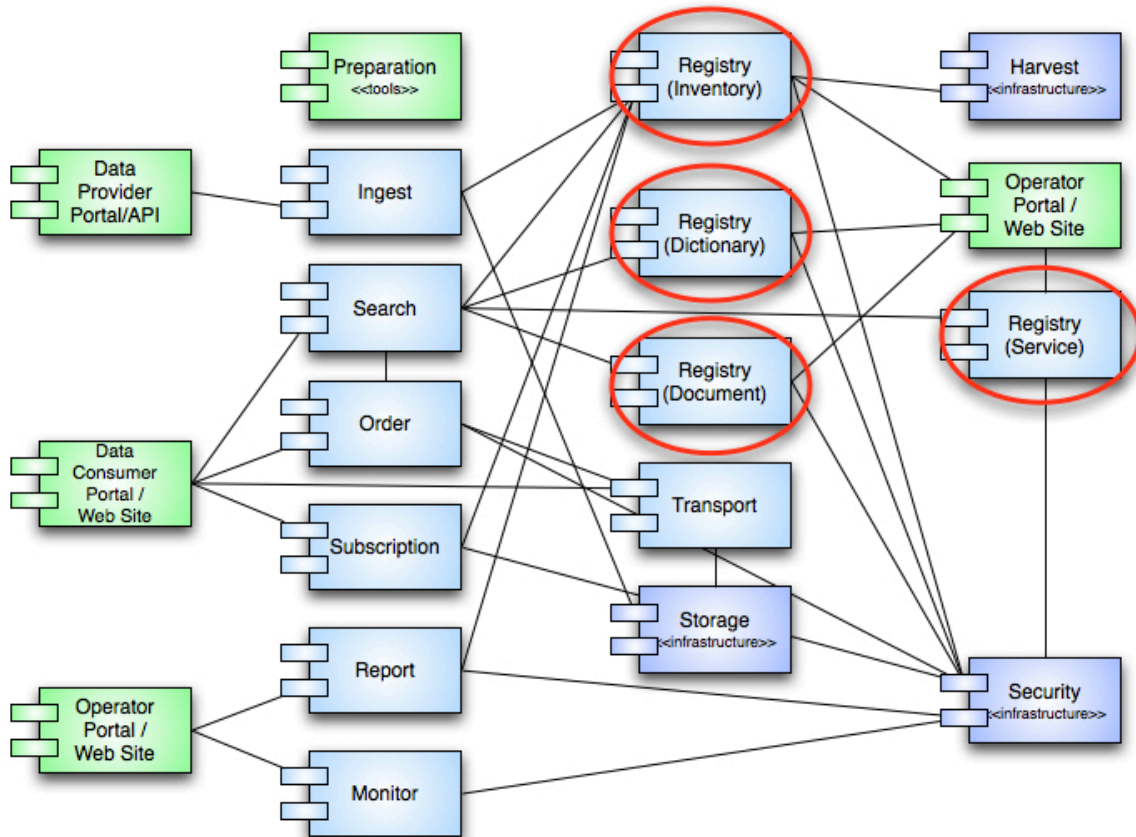 Preparation
<<tools>>
Registry
(Inventory)
Harvest
<<infrastructure>>
Data
Provider
Portal/API
Ingest
Registry
(Dictionary)
Operator
Portal /
Web Site
Search
Registry
(Document)
Registry
(Service)
Order
Data
Consumer
Portal /
Web Site
Transport
Subscription
Storage
<<infrastructure>>
Report
Security
<<infrastructure>>
Operator
Portal /
Web Site
Monitor